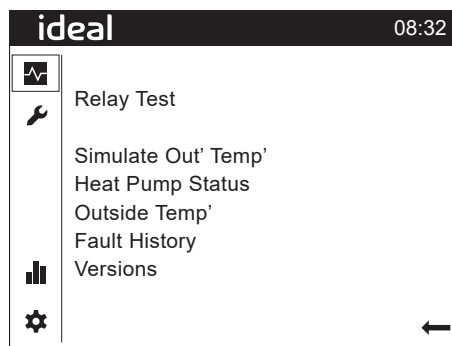 ideal 08:32
Relay Test
Simulate Out' Temp'
Heat Pump Status
Outside Temp'
Fault History
Versions